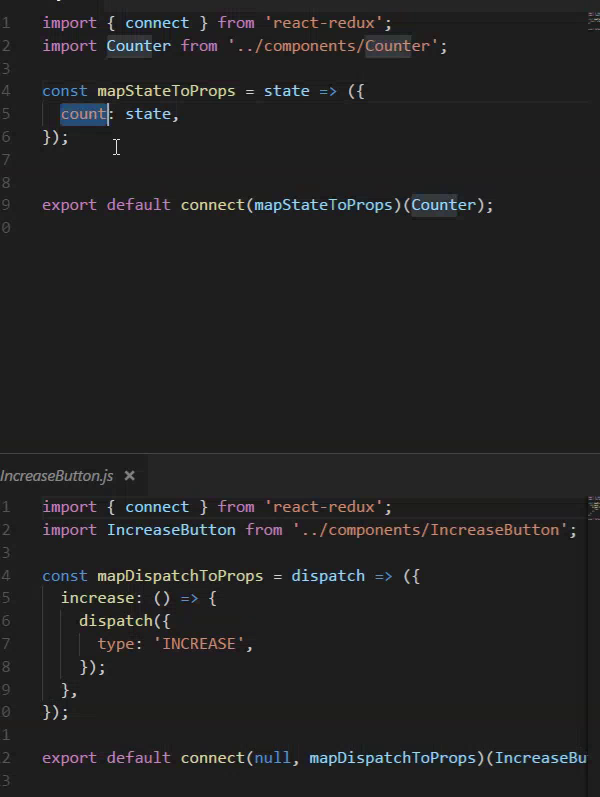 1 import { connect } from 'react-redux';
2 import Counter from '../components/Counter';
3
4 const mapStateToProps = state => ({
5 count: state,
6 });
7
8
9 export default connect(mapStateToProps)(Counter);
0
IncreaseButton.js ×
1 import { connect } from 'react-redux';
2 import IncreaseButton from '../components/IncreaseButton';
3
4 const mapDispatchToProps = dispatch => ({
5 increase: () => {
6 dispatch({
7 type: 'INCREASE',
8 });
9 },
0 });
1
2 export default connect(null, mapDispatchToProps)(IncreaseBu
3